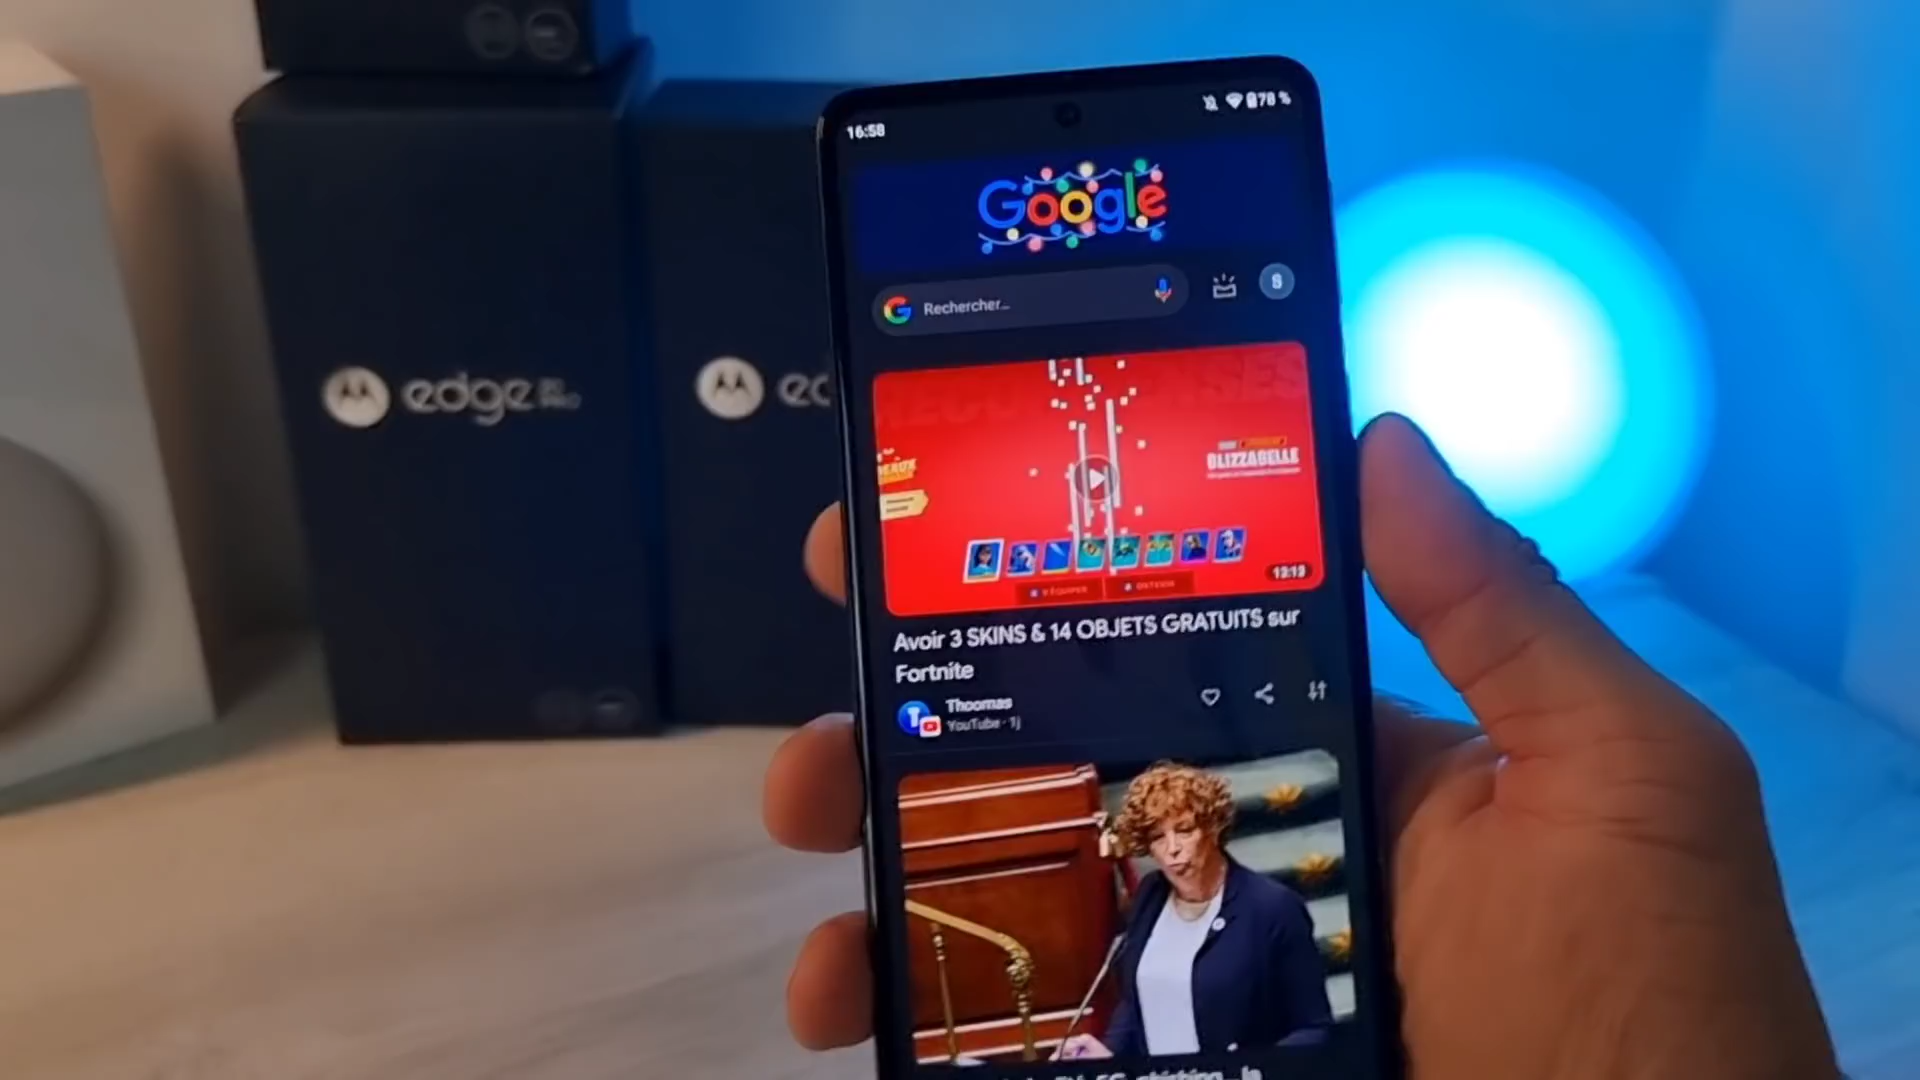 edge
16:58
78 %
Google
Rechercher...
S
BLIZZABELLE
13:13
Avoir 3 SKINS & 14 OBJETS GRATUITS sur
Fortnite
Thoomas
YouTube · 1j